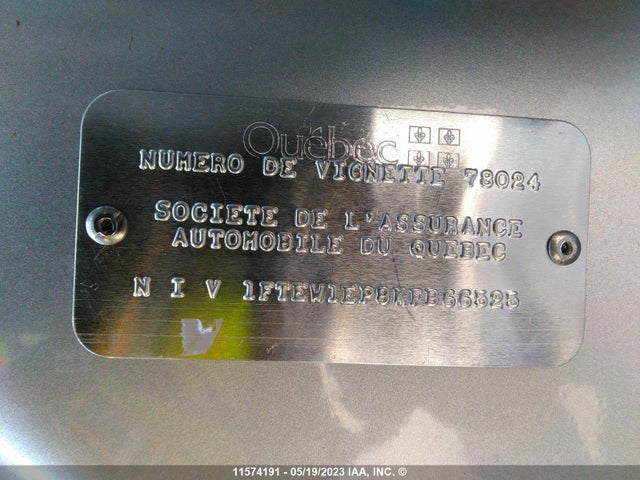 Québec
NUMERO DE VIGNETTE 78024
SOCIETE DE L'ASSURANCE
AUTOMOBILE DU QUEBEC
N I V 1FTEW1EP8KFB66525
11574191 - 05/19/2023 IAA, INC. ©